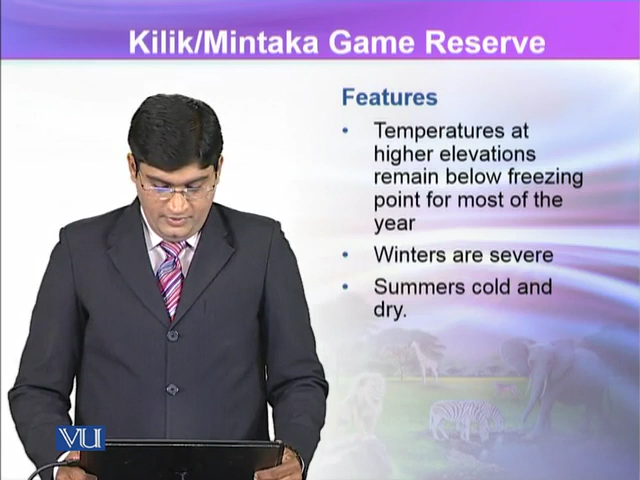 Kilik/Mintaka Game Reserve
Features
• Temperatures at
higher elevations
remain below freezing
point for most of the
year
• Winters are severe
• Summers cold and
dry.
VU